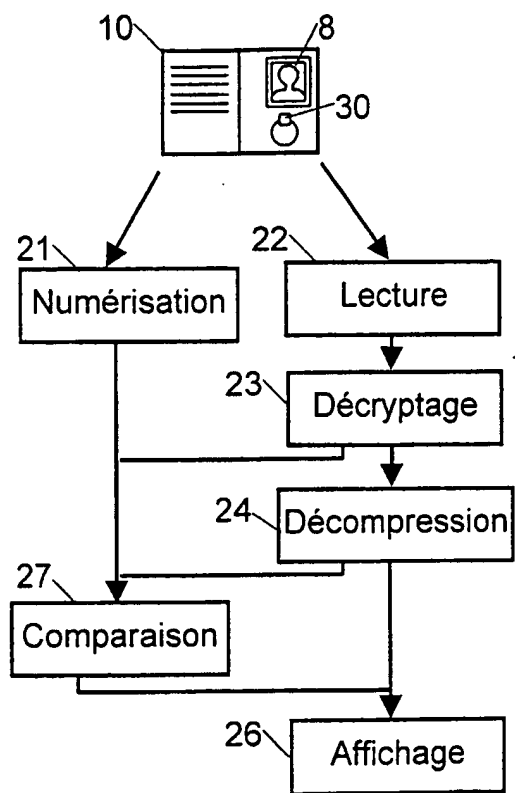 10
8
30
21
Numérisation
22
Lecture
23
Décryptage
24
Décompression
27
Comparaison
26
Affichage